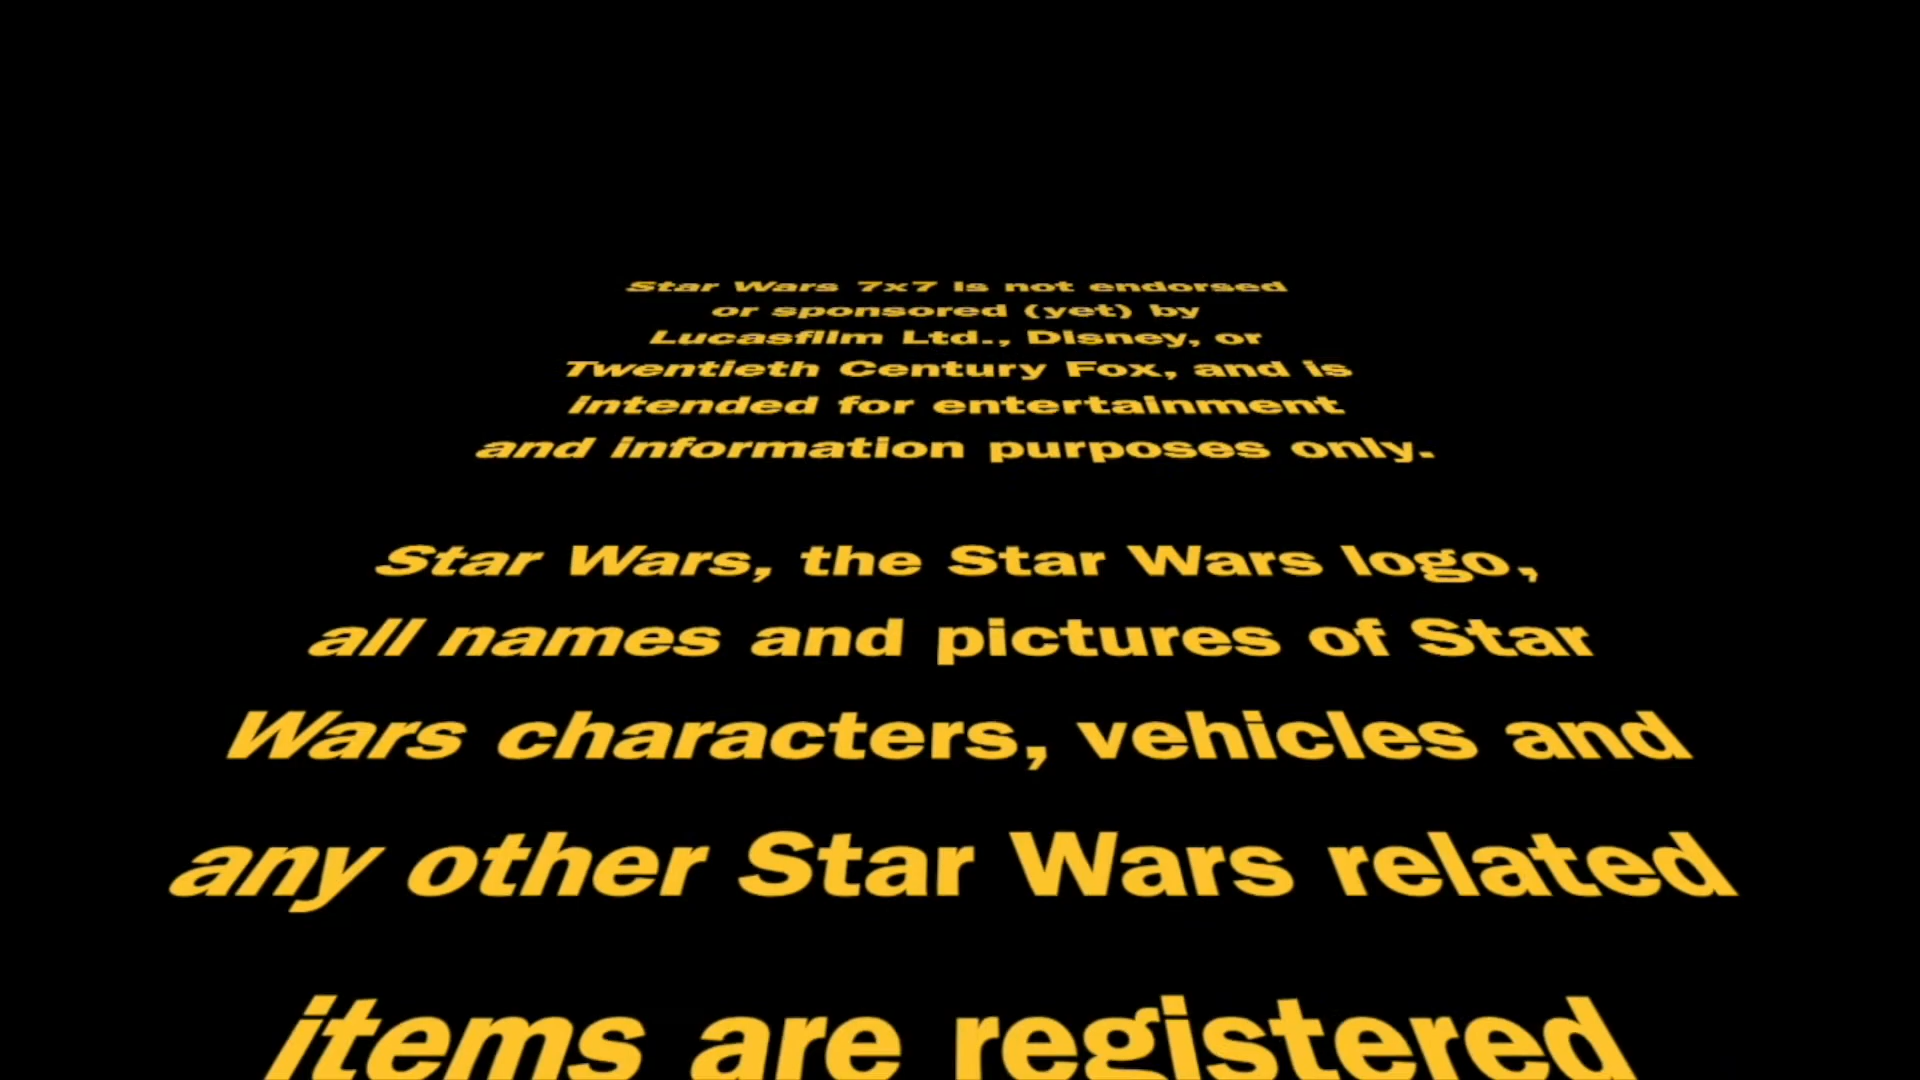 Star Wars 7x7 is not endorsed
or sponsored (yet) by
Lucasfilm Ltd., Disney, or
Twentieth Century Fox, and is
intended for entertainment
and information purposes only.
Star Wars, the Star Wars logo,
all names and pictures of Star
Wars characters, vehicles and
any other Star Wars related
items are registered